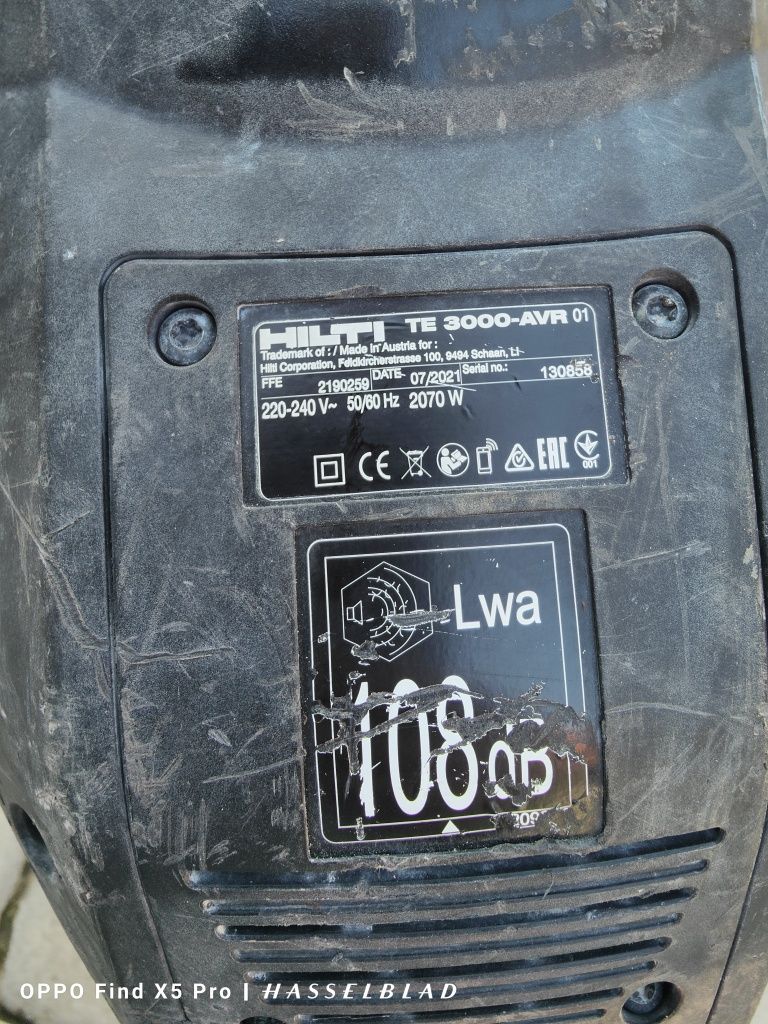 HILTI TE 3000-AVR 01
Trademark of : / Made in Austria for :
Hilti Corporation, Feldkircherstrasse 100, 9494 Schaan, LI
FFE 2190259 DATE 07/2021 Serial no.: 130858
220-240 V~ 50/60 Hz 2070 W
CE EAC
001
Lwa
108 dB
OPPO Find X5 Pro | HASSELBLAD